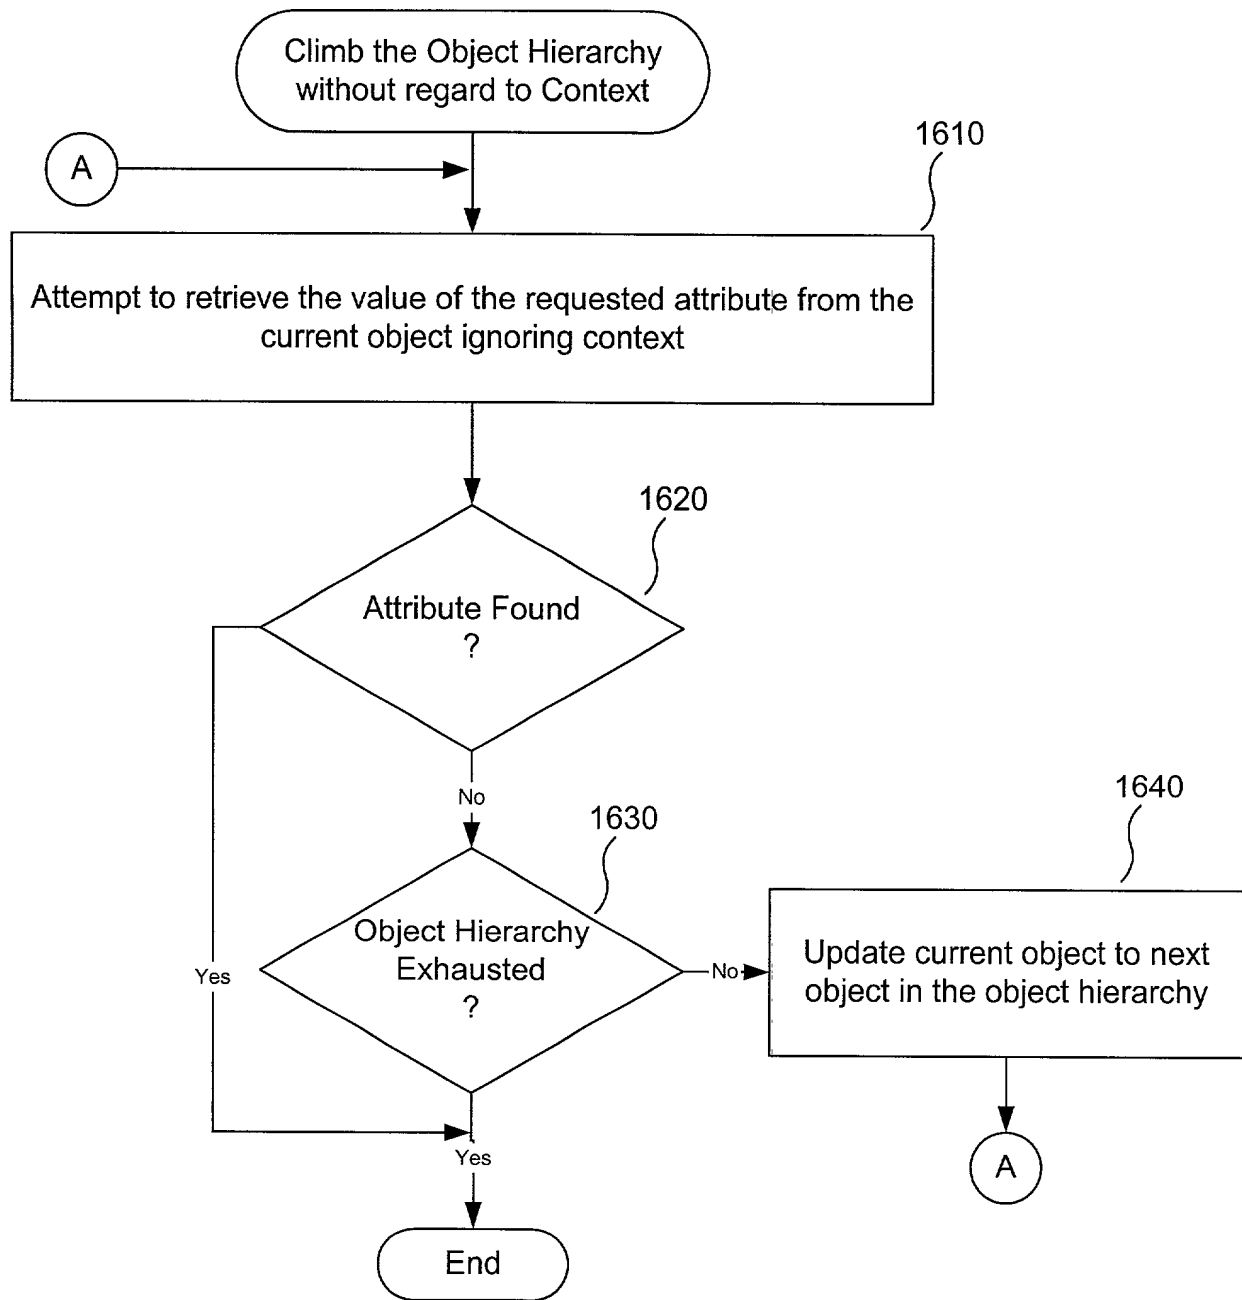 Climb the Object Hierarchy
without regard to Context
A
1610
Attempt to retrieve the value of the requested attribute from the
current object ignoring context
1620
Attribute Found
?
No
1630
1640
Object Hierarchy
Exhausted
?
Yes
No
Update current object to next
object in the object hierarchy
Yes
A
End